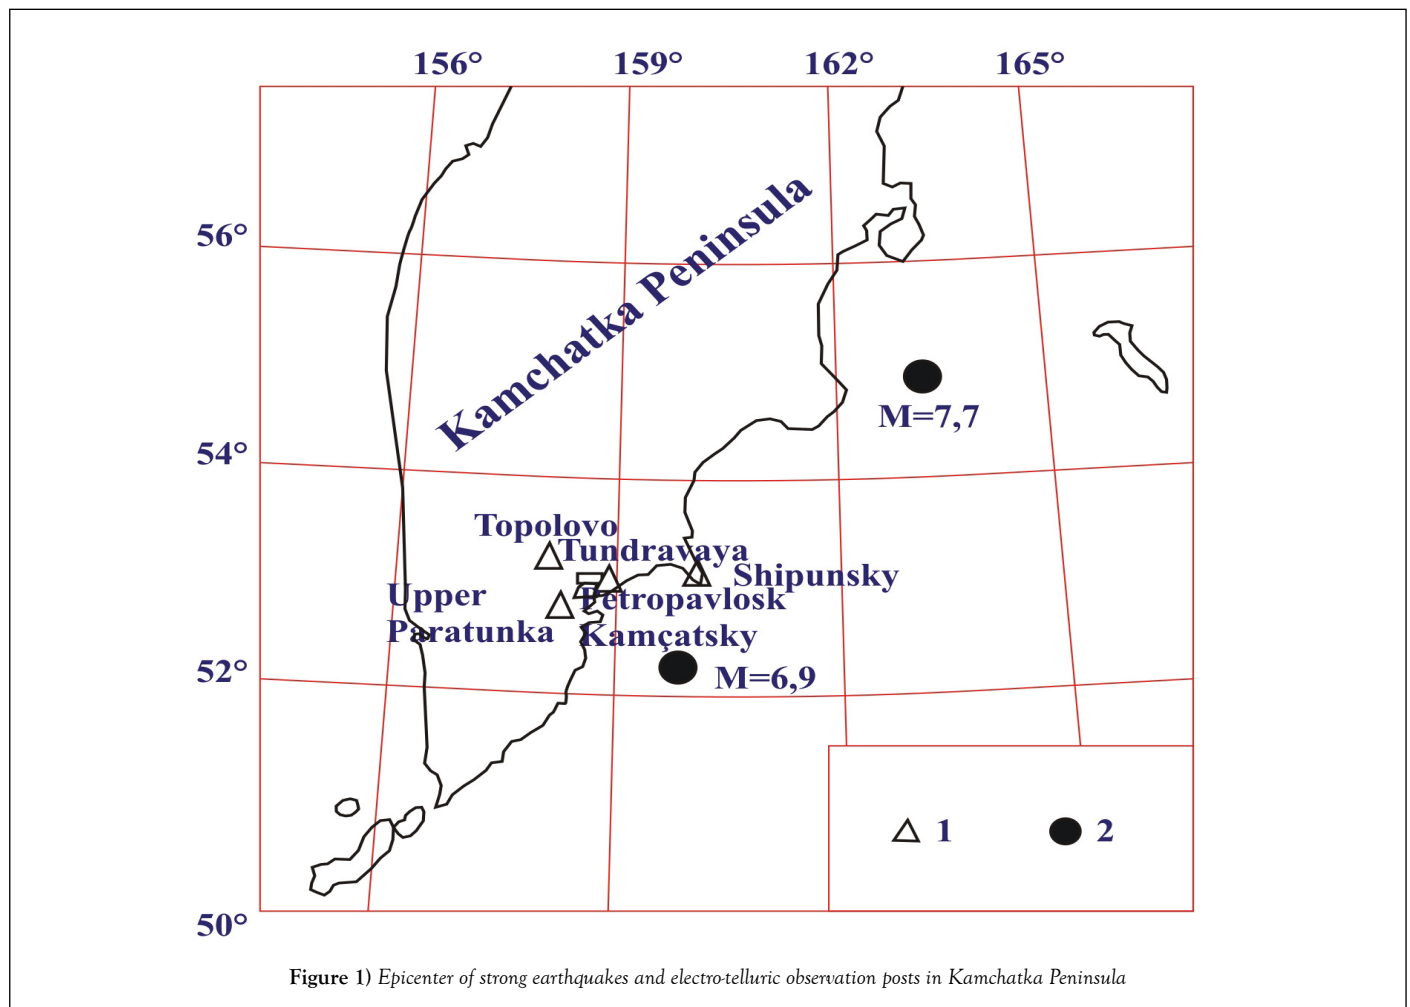 156° 159° 162° 165°
56°
Kamchatka Peninsula
M=7,7
54°
Topolovo
Tundravaya
Shipunsky
Upper
Paratunka
Petropavlosk
Kamçatsky
52°
M=6,9
1 2
50°
Figure 1) Epicenter of strong earthquakes and electro-telluric observation posts in Kamchatka Peninsula